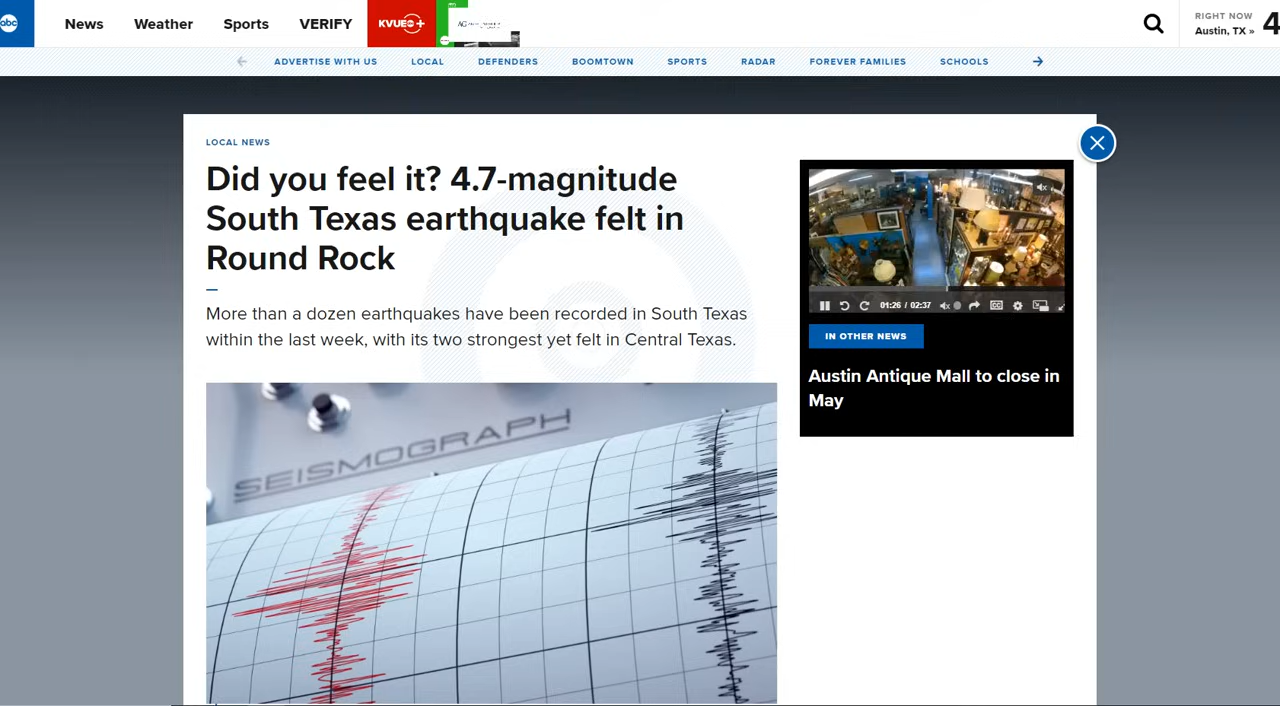 abc
News
Weather
Sports
VERIFY
KVUE+
RIGHT NOW
Austin, TX »
4
ADVERTISE WITH US
LOCAL
DEFENDERS
BOOMTOWN
SPORTS
RADAR
FOREVER FAMILIES
SCHOOLS
LOCAL NEWS
Did you feel it? 4.7-magnitude
South Texas earthquake felt in
Round Rock
More than a dozen earthquakes have been recorded in South Texas
within the last week, with its two strongest yet felt in Central Texas.
SEISMOGRAPH
01:26 / 02:37
CC
IN OTHER NEWS
Austin Antique Mall to close in
May